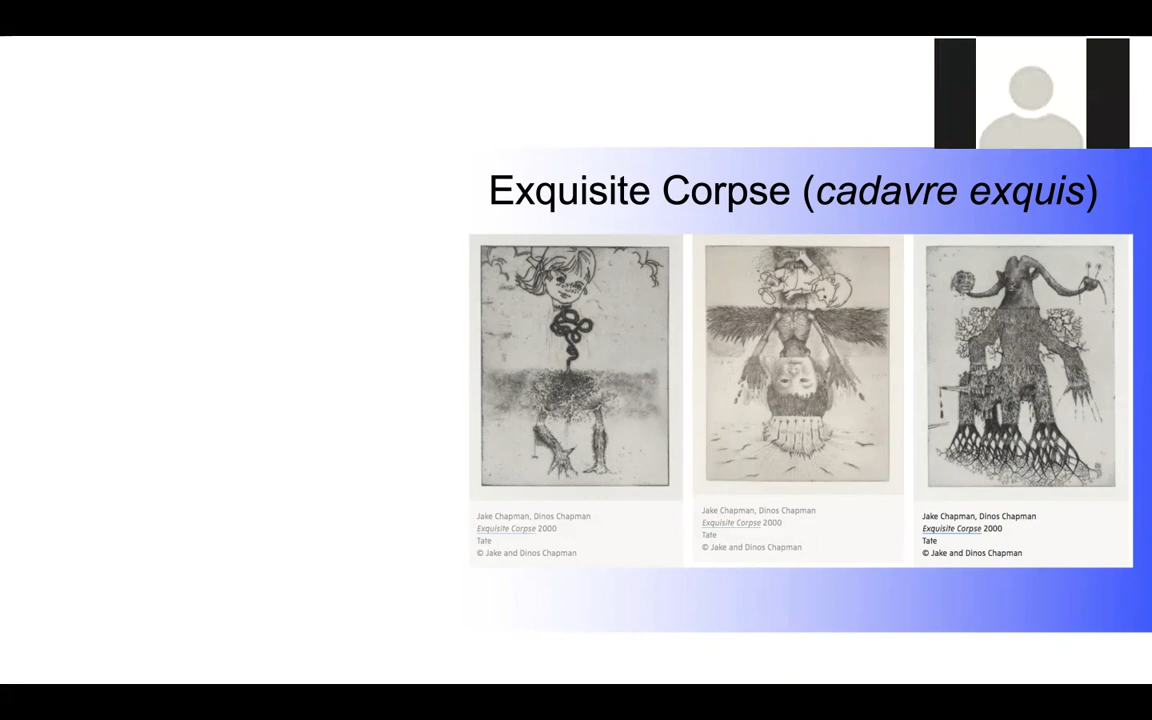 Exquisite Corpse (cadavre exquis)
Jake Chapman, Dinos Chapman
Exquisite Corpse 2000
Tate
© Jake and Dinos Chapman
Jake Chapman, Dinos Chapman
Exquisite Corpse 2000
Tate
© Jake and Dinos Chapman
Jake Chapman, Dinos Chapman
Exquisite Corpse 2000
Tate
© Jake and Dinos Chapman